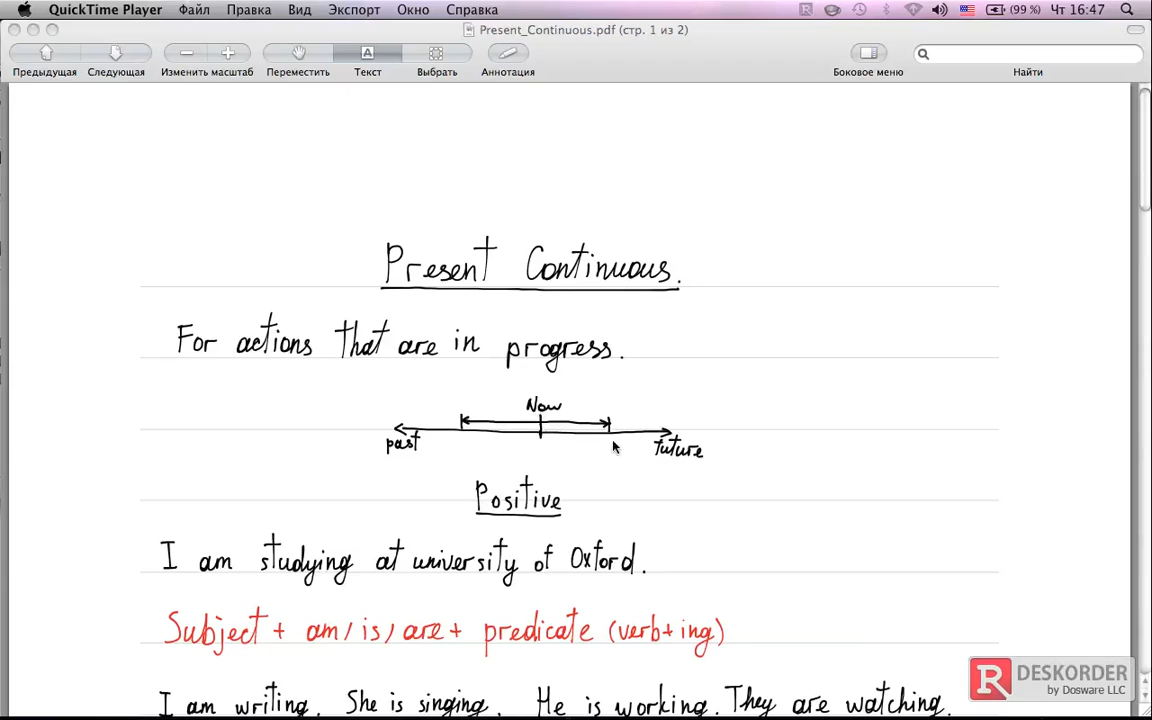 QuickTime Player Файл Правка Вид Экспорт Окно Справка (99 %) Чт 16:47
Present_Continuous.pdf (стр. 1 из 2)
Предыдущая Следующая Изменить масштаб Переместить Текст Выбрать Аннотация Боковое меню Найти
Present Continuous.
For actions that are in progress.
Now
past future
Positive
I am studying at university of Oxford.
Subject + am/is/are + predicate (verb+ing)
I am writing. She is singing. He is working. They are watching.
R DESKORDER
by Dosware LLC